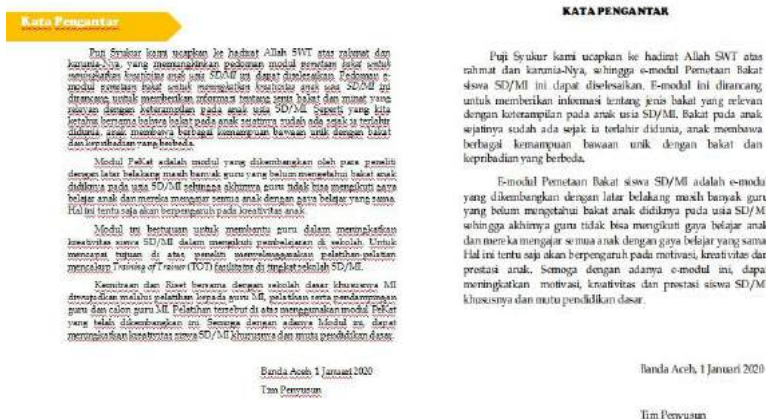 Kata Pengantar
Puji Syukur kami ucapkan ke hadirat Allah SWT atas rahmat dan
karunia-Nya, yang memungkinkan pedoman modul pemetaan bakat untuk
meningkatkan kreativitas anak usia SD/MI ini dapat diselesaikan. Pedoman e-
modul pemetaan bakat untuk meningkatkan kreativitas anak usia SD/MI ini
dirancang untuk memberikan informasi tentang jenis bakat dan minat yang
relevan dengan keterampilan pada anak usia SD/MI. Seperti yang kita
ketahui bersama bahwa bakat pada anak sejatinya sudah ada sejak ia terlahir
didunia, anak membawa berbagai kemampuan bawaan unik dengan bakat
dan kepribadian yang berbeda.
Modul PeKat adalah modul yang dikembangkan oleh para peneliti
dengan latar belakang masih banyak guru yang belum mengetahui bakat anak
didiknya pada usia SD/MI sehingga akhirnya guru tidak bisa mengikuti gaya
belajar anak dan mereka mengajar semua anak dengan gaya belajar yang sama.
Hal ini tentu saja akan berpengaruh pada kreativitas anak.
Modul ini bertujuan untuk membantu guru dalam meningkatkan
kreativitas siswa SD/MI dalam mengikuti pembelajaran di sekolah. Untuk
mencapai tujuan di atas, peneliti menyelenggarakan pelatihan-pelatihan
mencakup Training of Trainer (TOT) fasilitator di tingkat sekolah SD/MI.
Kemitraan dan Riset bersama dengan sekolah dasar khususnya MI
diwujudkan melalui pelatihan kepada guru MI, pelatihan serta pendampingan
guru dan calon guru MI. Pelatihan tersebut di atas menggunakan modul PeKat
yang telah dikembangkan ini. Semoga dengan adanya Modul ini, dapat
meningkatkan kreativitas siswa SD/MI khususnya dan mutu pendidikan dasar.
Banda Aceh, 1 Januari 2020
Tim Penyusun
KATA PENGANTAR
Puji Syukur kami ucapkan ke hadirat Allah SWT atas
rahmat dan karunia-Nya, sehingga e-modul Pemetaan Bakat
siswa SD/MI ini dapat diselesaikan. E-modul ini dirancang
untuk memberikan informasi tentang jenis bakat yang relevan
dengan keterampilan pada anak usia SD/MI. Bakat pada anak
sejatinya sudah ada sejak ia terlahir didunia, anak membawa
berbagai kemampuan bawaan unik dengan bakat dan
kepribadian yang berbeda.
E-modul Pemetaan Bakat siswa SD/MI adalah e-modu
yang dikembangkan dengan latar belakang masih banyak guru
yang belum mengetahui bakat anak didiknya pada usia SD/M
sehingga akhirnya guru tidak bisa mengikuti gaya belajar anak
dan mereka mengajar semua anak dengan gaya belajar yang sama
Hal ini tentu saja akan berpengaruh pada motivasi, kreativitas dan
prestasi anak. Semoga dengan adanya e-modul ini, dapa
meningkatkan motivasi, kreativitas dan prestasi siswa SD/M
khususnya dan mutu pendidikan dasar.
Banda Aceh, 1 Januari 2020
Tim Penyusun